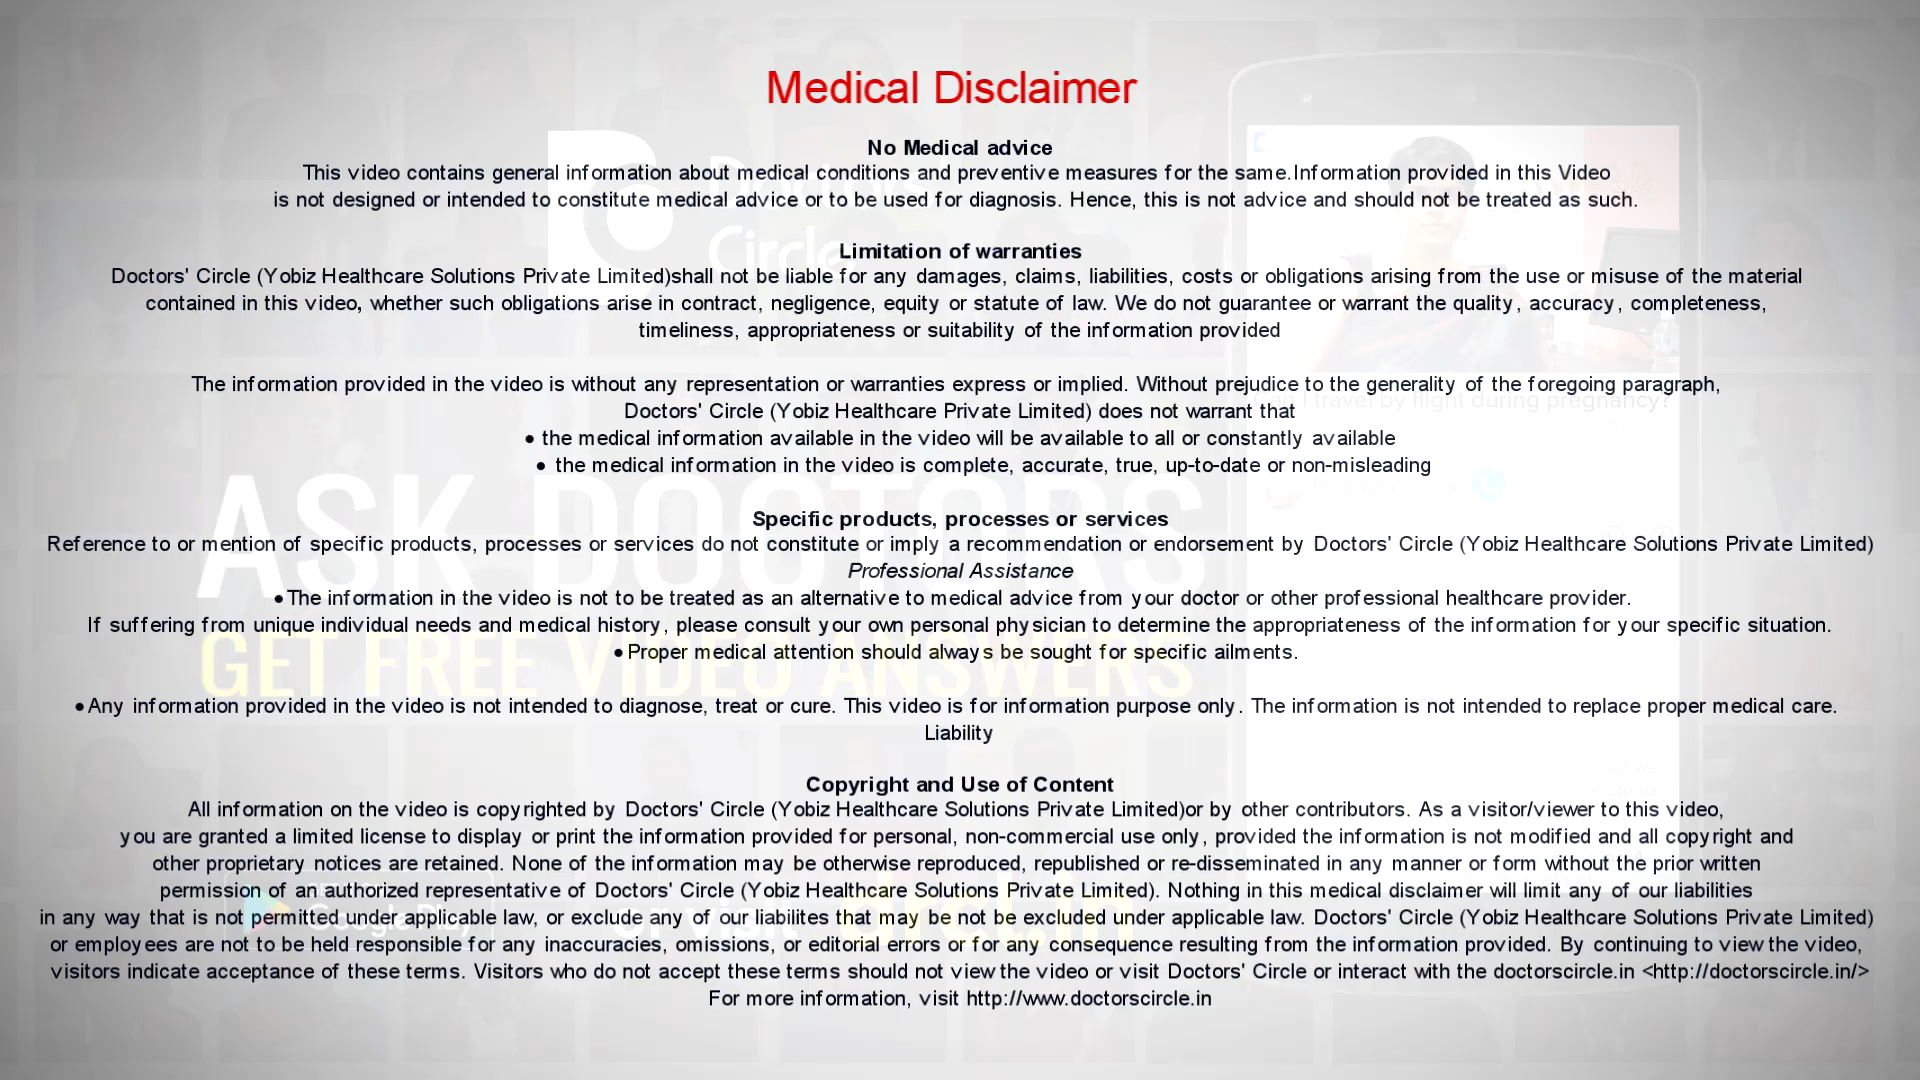 Medical Disclaimer
No Medical advice
This video contains general information about medical conditions and preventive measures for the same.Information provided in this Video
is not designed or intended to constitute medical advice or to be used for diagnosis. Hence, this is not advice and should not be treated as such.
Doctors
Circle
Limitation of warranties
Doctors' Circle (Yobiz Healthcare Solutions Private Limited)shall not be liable for any damages, claims, liabilities, costs or obligations arising from the use or misuse of the material
contained in this video, whether such obligations arise in contract, negligence, equity or statute of law. We do not guarantee or warrant the quality, accuracy, completeness,
timeliness, appropriateness or suitability of the information provided
The information provided in the video is without any representation or warranties express or implied. Without prejudice to the generality of the foregoing paragraph,
Can I travel by flight during pregnancy?
Doctors' Circle (Yobiz Healthcare Private Limited) does not warrant that
• the medical information available in the video will be available to all or constantly available
• the medical information in the video is complete, accurate, true, up-to-date or non-misleading
ASK DOCTORS
Specific products, processes or services
Reference to or mention of specific products, processes or services do not constitute or imply a recommendation or endorsement by Doctors' Circle (Yobiz Healthcare Solutions Private Limited)
Professional Assistance
•The information in the video is not to be treated as an alternative to medical advice from your doctor or other professional healthcare provider.
If suffering from unique individual needs and medical history, please consult your own personal physician to determine the appropriateness of the information for your specific situation.
•Proper medical attention should always be sought for specific ailments.
GET FREE VIDEO ANSWERS
•Any information provided in the video is not intended to diagnose, treat or cure. This video is for information purpose only. The information is not intended to replace proper medical care.
Liability
Copyright and Use of Content
All information on the video is copyrighted by Doctors' Circle (Yobiz Healthcare Solutions Private Limited)or by other contributors. As a visitor/viewer to this video,
you are granted a limited license to display or print the information provided for personal, non-commercial use only, provided the information is not modified and all copyright and
other proprietary notices are retained. None of the information may be otherwise reproduced, republished or re-disseminated in any manner or form without the prior written
permission of an authorized representative of Doctors' Circle (Yobiz Healthcare Solutions Private Limited). Nothing in this medical disclaimer will limit any of our liabilities
in any way that is not permitted under applicable law, or exclude any of our liabilites that may be not be excluded under applicable law. Doctors' Circle (Yobiz Healthcare Solutions Private Limited)
Google Play
or visit drcl.in
or employees are not to be held responsible for any inaccuracies, omissions, or editorial errors or for any consequence resulting from the information provided. By continuing to view the video,
visitors indicate acceptance of these terms. Visitors who do not accept these terms should not view the video or visit Doctors' Circle or interact with the doctorscircle.in <http://doctorscircle.in/>
For more information, visit http://www.doctorscircle.in